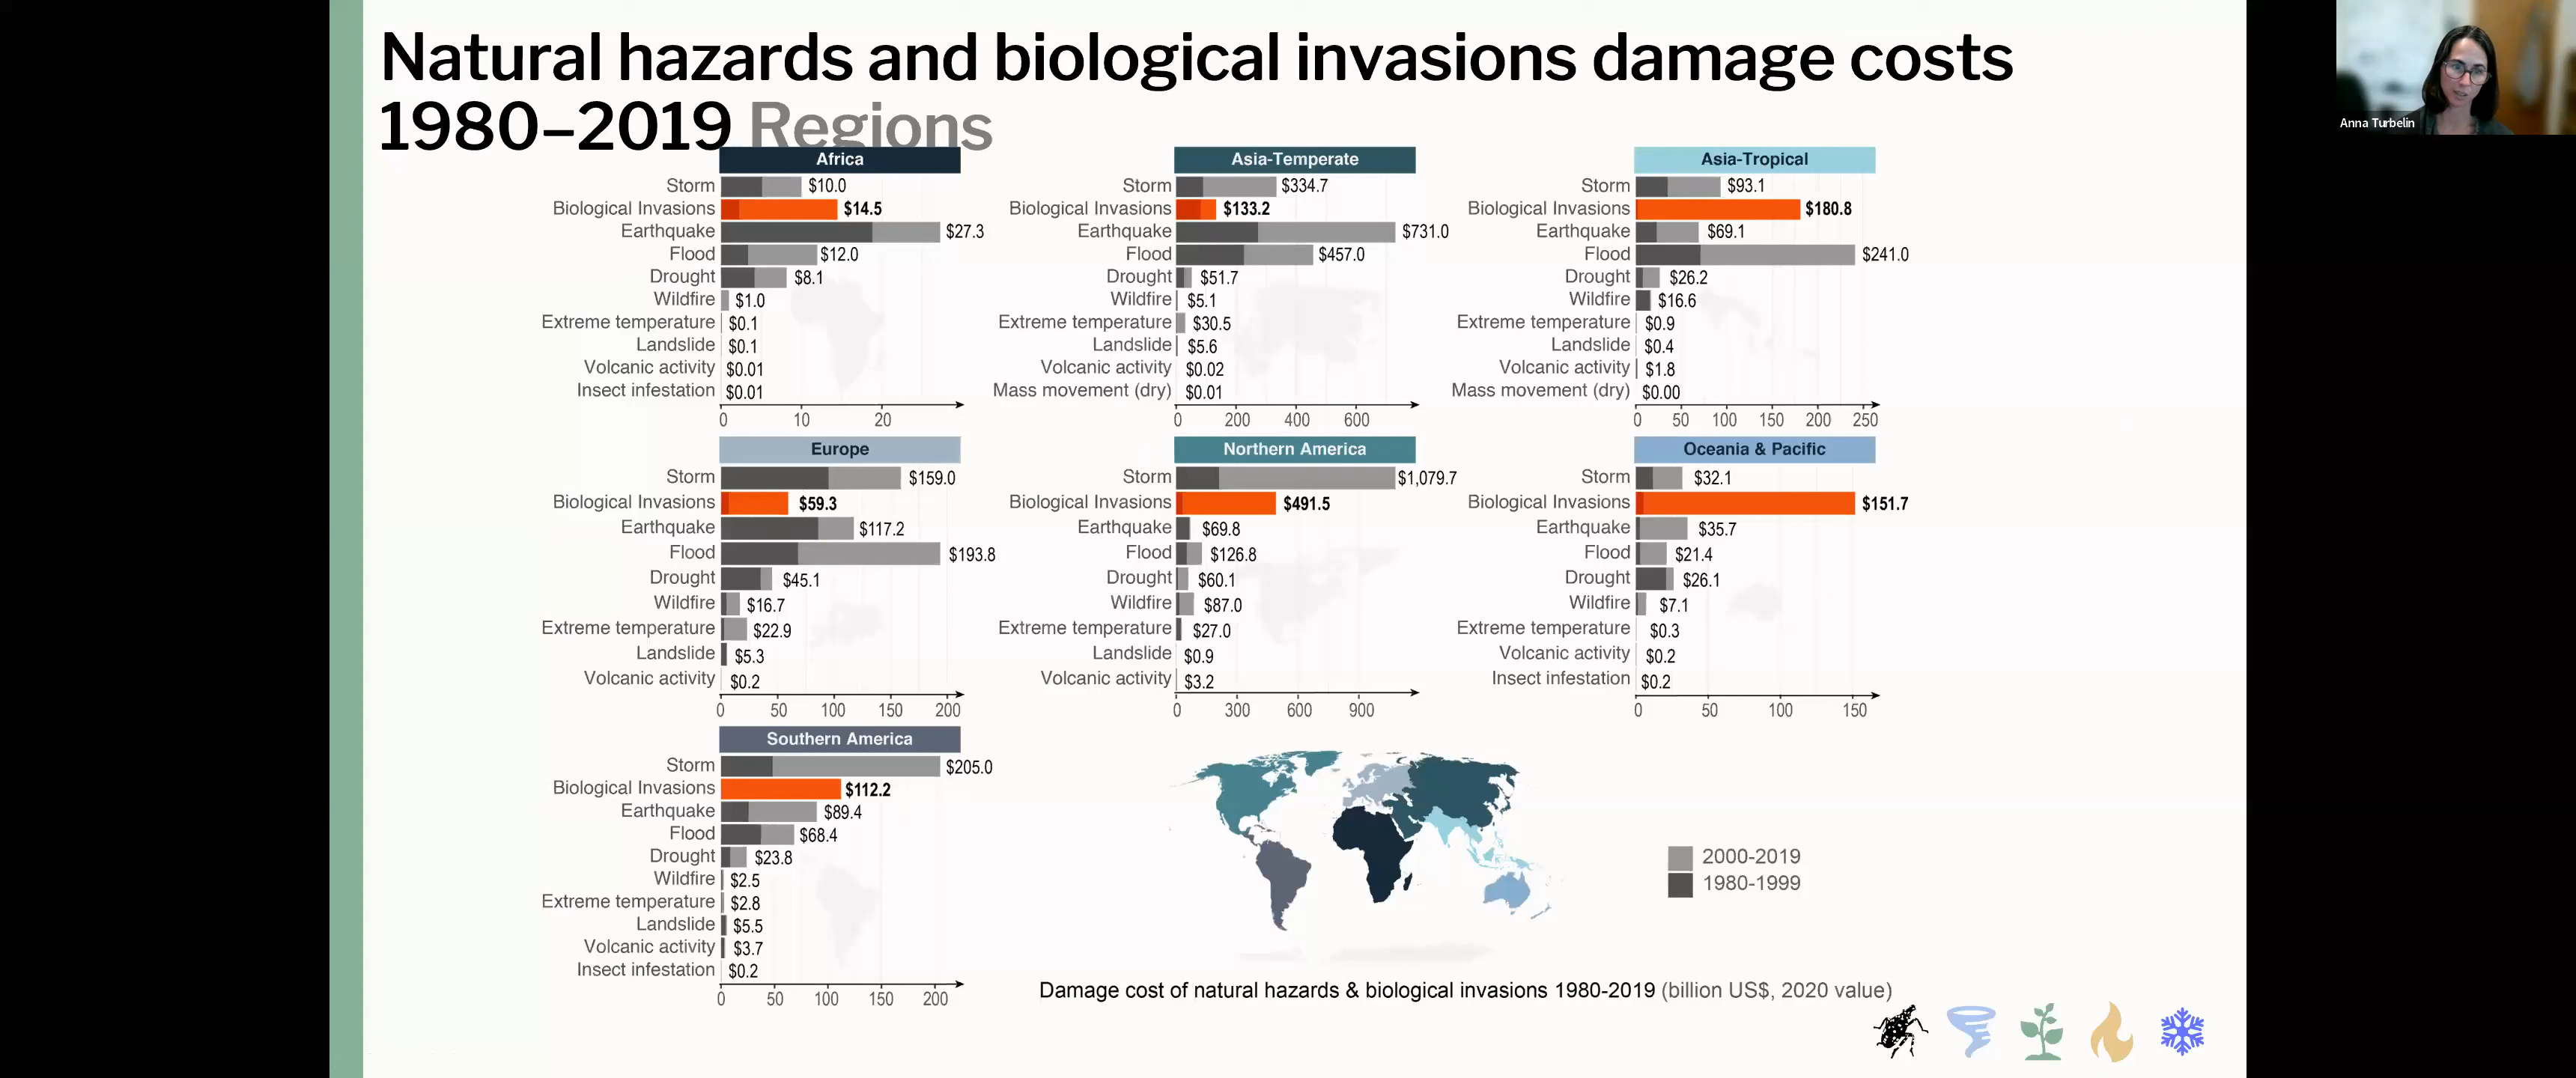 Natural hazards and biological invasions damage costs
1980–2019 Regions
Anna Turbelin
Africa
Storm $10.0
Biological Invasions $14.5
Earthquake $27.3
Flood $12.0
Drought $8.1
Wildfire $1.0
Extreme temperature $0.1
Landslide $0.1
Volcanic activity $0.01
Insect infestation $0.01
0 10 20
Asia-Temperate
Storm $334.7
Biological Invasions $133.2
Earthquake $731.0
Flood $457.0
Drought $51.7
Wildfire $5.1
Extreme temperature $30.5
Landslide $5.6
Volcanic activity $0.02
Mass movement (dry) $0.01
0 200 400 600
Asia-Tropical
Storm $93.1
Biological Invasions $180.8
Earthquake $69.1
Flood $241.0
Drought $26.2
Wildfire $16.6
Extreme temperature $0.9
Landslide $0.4
Volcanic activity $1.8
Mass movement (dry) $0.00
0 50 100 150 200 250
Europe
Storm $159.0
Biological Invasions $59.3
Earthquake $117.2
Flood $193.8
Drought $45.1
Wildfire $16.7
Extreme temperature $22.9
Landslide $5.3
Volcanic activity $0.2
0 50 100 150 200
Northern America
Storm $1,079.7
Biological Invasions $491.5
Earthquake $69.8
Flood $126.8
Drought $60.1
Wildfire $87.0
Extreme temperature $27.0
Landslide $0.9
Volcanic activity $3.2
0 300 600 900
Oceania & Pacific
Storm $32.1
Biological Invasions $151.7
Earthquake $35.7
Flood $21.4
Drought $26.1
Wildfire $7.1
Extreme temperature $0.3
Volcanic activity $0.2
Insect infestation $0.2
0 50 100 150
Southern America
Storm $205.0
Biological Invasions $112.2
Earthquake $89.4
Flood $68.4
Drought $23.8
Wildfire $2.5
Extreme temperature $2.8
Landslide $5.5
Volcanic activity $3.7
Insect infestation $0.2
0 50 100 150 200
2000-2019
1980-1999
Damage cost of natural hazards & biological invasions 1980-2019 (billion US$, 2020 value)